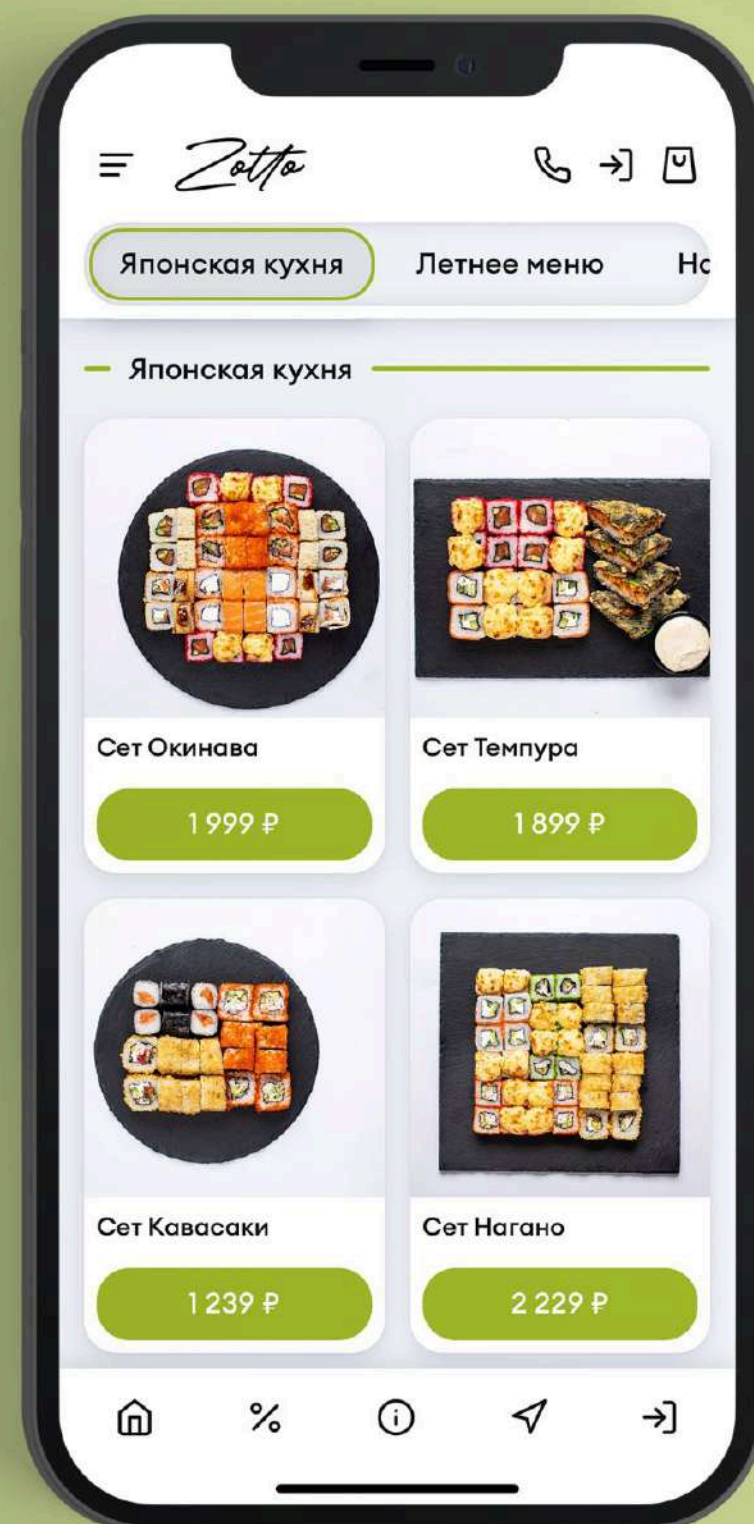 Zotto
Японская кухня Летнее меню На
Японская кухня
Сет Окинава Сет Темпура
1 999 ₽ 1 899 ₽
Сет Кавасаки Сет Нагано
1 239 ₽ 2 229 ₽